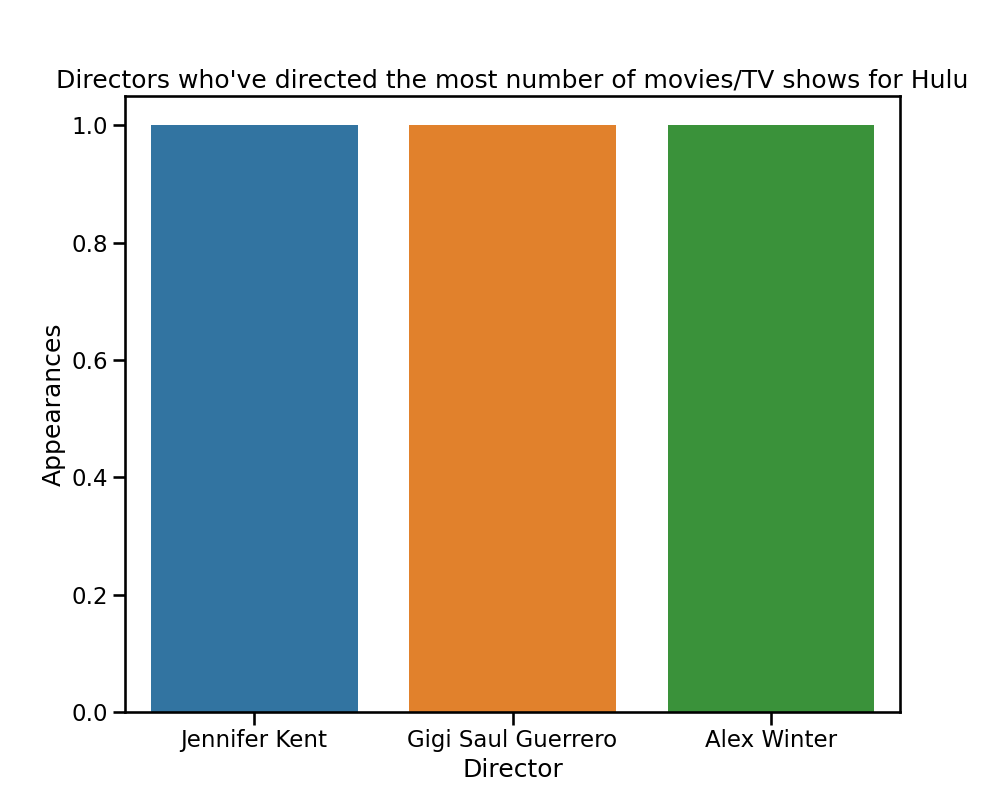 Directors who've directed the most number of movies/TV shows for Hulu
1.0
0.8
0.6
0.4
0.2
0.0
Appearances
Jennifer Kent Gigi Saul Guerrero Alex Winter
Director